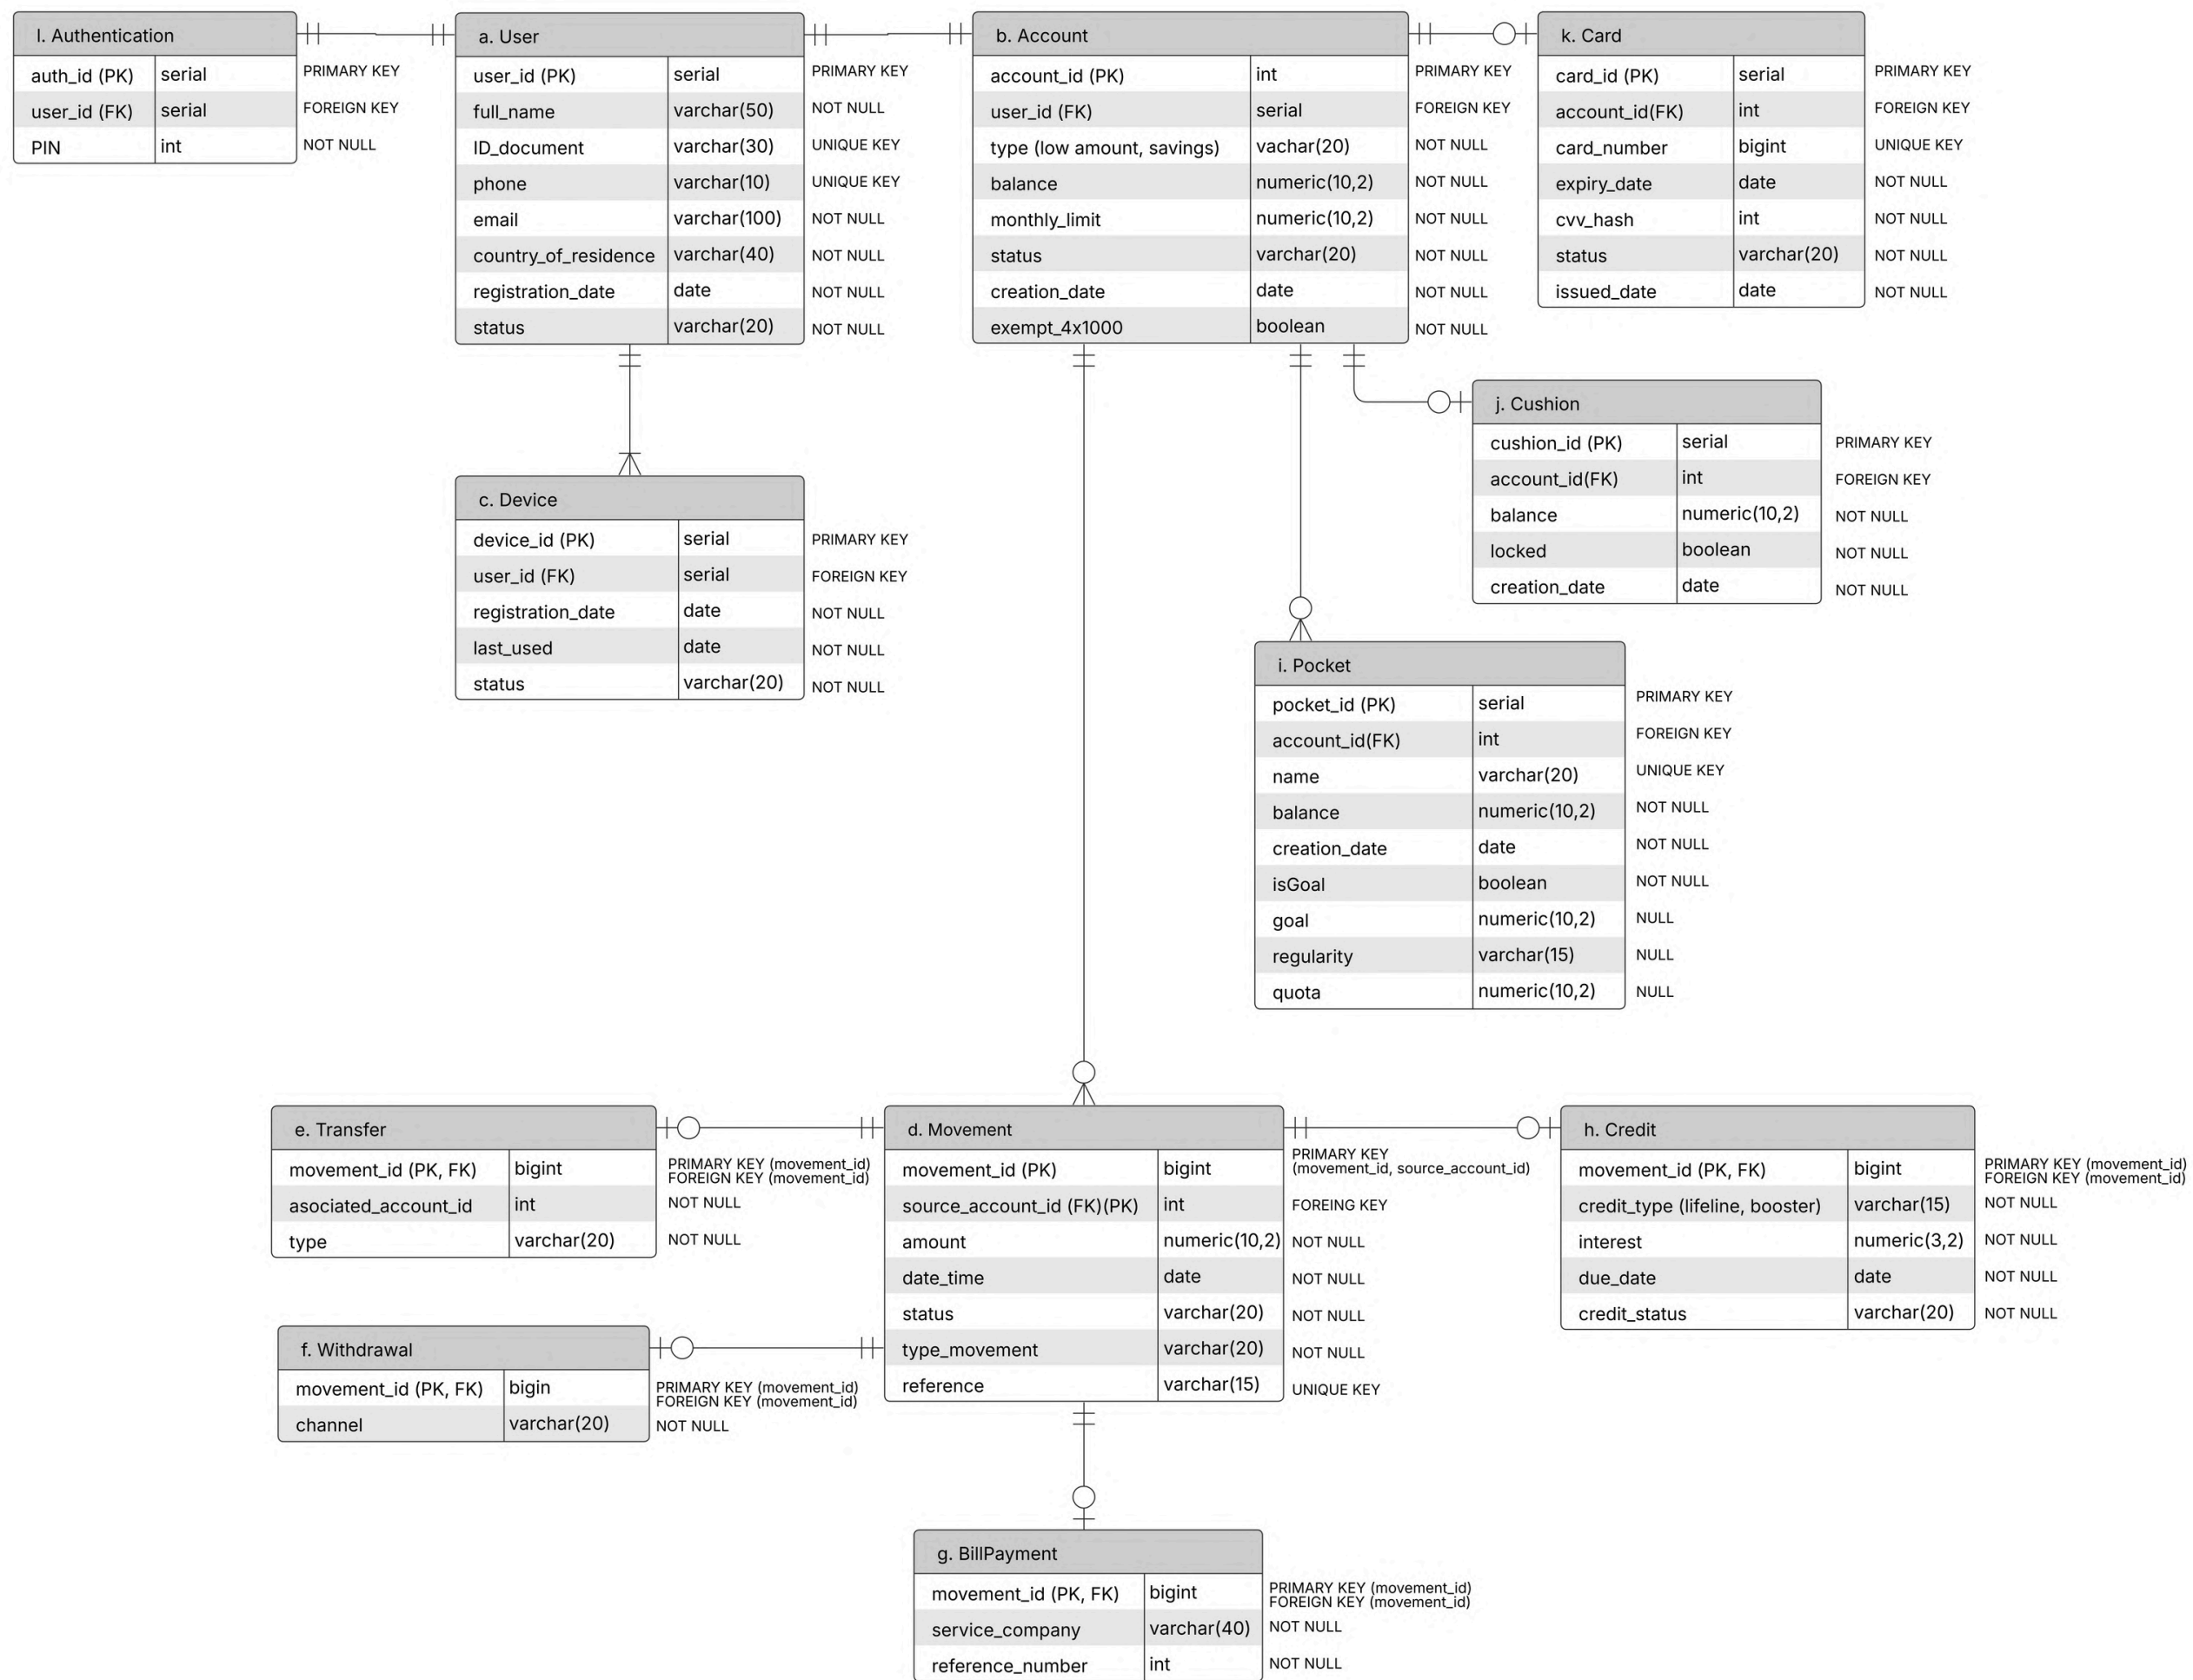 l. Authentication
auth_id (PK) serial PRIMARY KEY
user_id (FK) serial FOREIGN KEY
PIN int NOT NULL
a. User
user_id (PK) serial PRIMARY KEY
full_name varchar(50) NOT NULL
ID_document varchar(30) UNIQUE KEY
phone varchar(10) UNIQUE KEY
email varchar(100) NOT NULL
country_of_residence varchar(40) NOT NULL
registration_date date NOT NULL
status varchar(20) NOT NULL
b. Account
account_id (PK) int PRIMARY KEY
user_id (FK) serial FOREIGN KEY
type (low amount, savings) vachar(20) NOT NULL
balance numeric(10,2) NOT NULL
monthly_limit numeric(10,2) NOT NULL
status varchar(20) NOT NULL
creation_date date NOT NULL
exempt_4x1000 boolean NOT NULL
k. Card
card_id (PK) serial PRIMARY KEY
account_id(FK) int FOREIGN KEY
card_number bigint UNIQUE KEY
expiry_date date NOT NULL
cvv_hash int NOT NULL
status varchar(20) NOT NULL
issued_date date NOT NULL
j. Cushion
cushion_id (PK) serial PRIMARY KEY
account_id(FK) int FOREIGN KEY
balance numeric(10,2) NOT NULL
locked boolean NOT NULL
creation_date date NOT NULL
c. Device
device_id (PK) serial PRIMARY KEY
user_id (FK) serial FOREIGN KEY
registration_date date NOT NULL
last_used date NOT NULL
status varchar(20) NOT NULL
i. Pocket
pocket_id (PK) serial PRIMARY KEY
account_id(FK) int FOREIGN KEY
name varchar(20) UNIQUE KEY
balance numeric(10,2) NOT NULL
creation_date date NOT NULL
isGoal boolean NOT NULL
goal numeric(10,2) NULL
regularity varchar(15) NULL
quota numeric(10,2) NULL
e. Transfer
movement_id (PK, FK) bigint PRIMARY KEY (movement_id)
FOREIGN KEY (movement_id)
asociated_account_id int NOT NULL
type varchar(20) NOT NULL
d. Movement
movement_id (PK) bigint PRIMARY KEY
(movement_id, source_account_id)
source_account_id (FK)(PK) int FOREING KEY
amount numeric(10,2) NOT NULL
date_time date NOT NULL
status varchar(20) NOT NULL
type_movement varchar(20) NOT NULL
reference varchar(15) UNIQUE KEY
h. Credit
movement_id (PK, FK) bigint PRIMARY KEY (movement_id)
FOREIGN KEY (movement_id)
credit_type (lifeline, booster) varchar(15) NOT NULL
interest numeric(3,2) NOT NULL
due_date date NOT NULL
credit_status varchar(20) NOT NULL
f. Withdrawal
movement_id (PK, FK) bigin PRIMARY KEY (movement_id)
FOREIGN KEY (movement_id)
channel varchar(20) NOT NULL
g. BillPayment
movement_id (PK, FK) bigint PRIMARY KEY (movement_id)
FOREIGN KEY (movement_id)
service_company varchar(40) NOT NULL
reference_number int NOT NULL